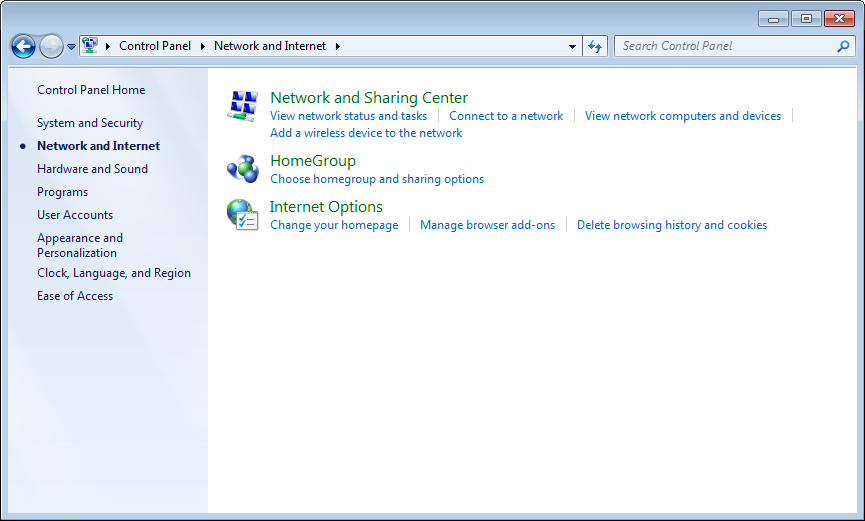 Control Panel Network and Internet Search Control Panel
Control Panel Home
System and Security
Network and Internet
Hardware and Sound
Programs
User Accounts
Appearance and
Personalization
Clock, Language, and Region
Ease of Access
Network and Sharing Center
View network status and tasks Connect to a network View network computers and devices
Add a wireless device to the network
HomeGroup
Choose homegroup and sharing options
Internet Options
Change your homepage Manage browser add-ons Delete browsing history and cookies